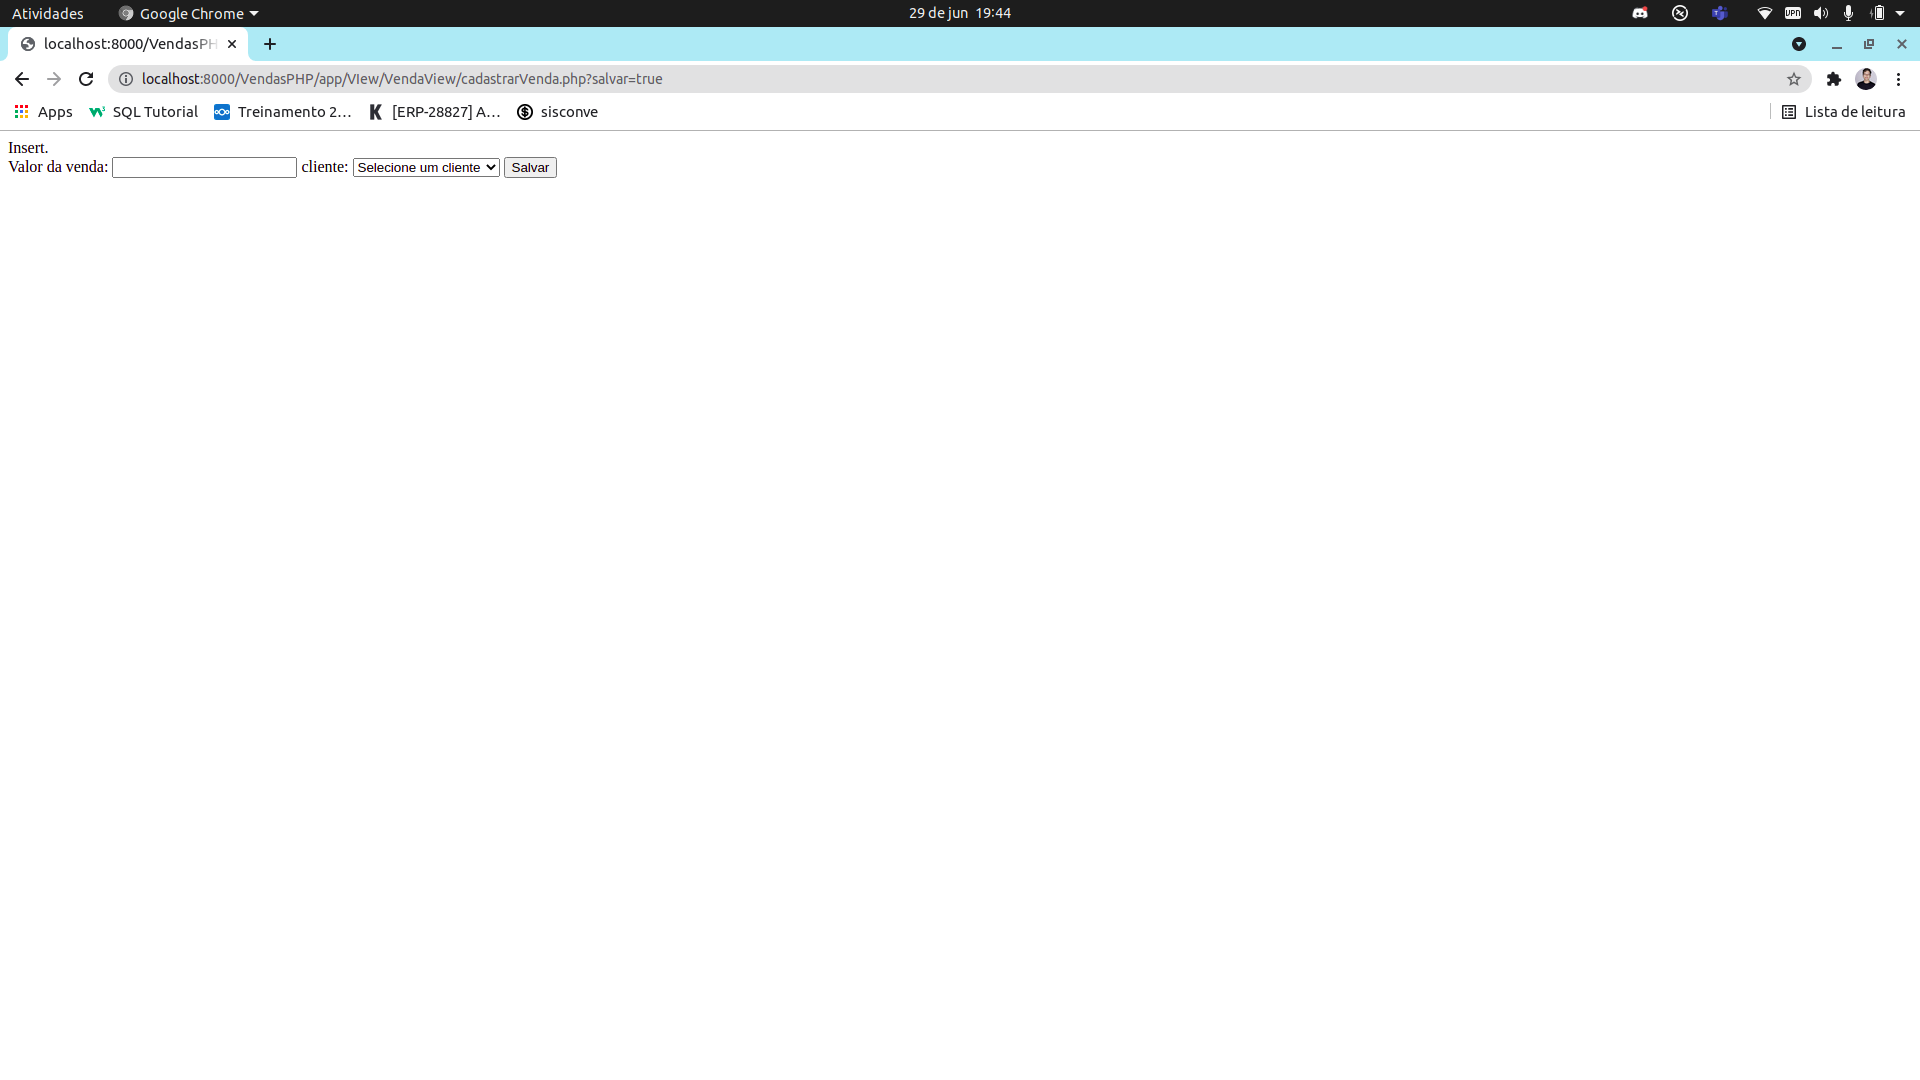 Atividades Google Chrome 29 de jun 19:44 VPN
localhost:8000/VendasPH
localhost:8000/VendasPHP/app/VIew/VendaView/cadastrarVenda.php?salvar=true
Apps SQL Tutorial Treinamento 2... K [ERP-28827] A... sisconve Lista de leitura
Insert.
Valor da venda: cliente: Selecione um cliente Salvar